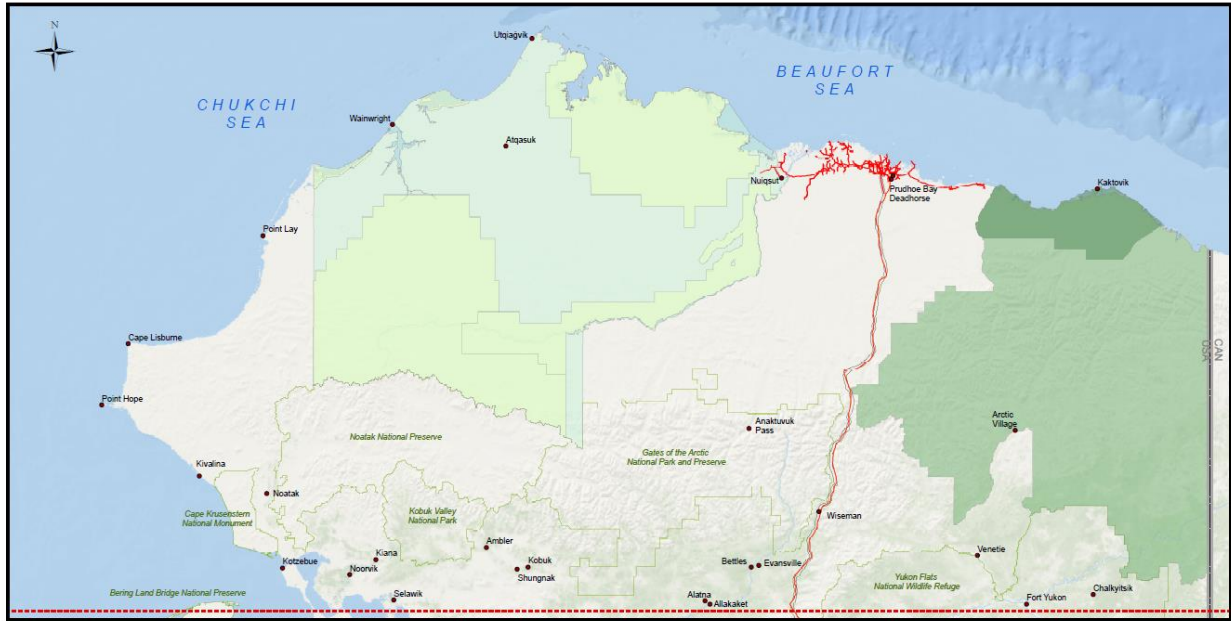 N
Utqiaġvik
BEAUFORT
SEA
CHUKCHI
SEA
Wainwright
Atqasuk
Nuiqsut
Prudhoe Bay
Deadhorse
Kaktovik
Point Lay
Cape Lisburne
CAN
USA
Point Hope
Anaktuvuk
Pass
Arctic
Village
Noatak National Preserve
Gates of the Arctic
National Park and Preserve
Kivalina
Noatak
Cape Krusenstern
National Monument
Kobuk Valley
National Park
Wiseman
Ambler
Kotzebue
Kiana
Noorvik
Kobuk
Shungnak
Bettles
Evansville
Venetie
Yukon Flats
National Wildlife Refuge
Bering Land Bridge National Preserve
Selawik
Alatna
Allakaket
Fort Yukon
Chalkyitsik